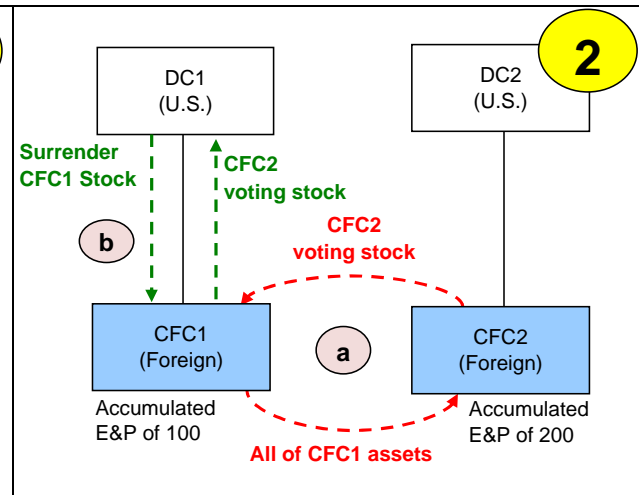 2
DC1
(U.S.)
DC2
(U.S.)
Surrender
CFC1 Stock
CFC2
voting stock
CFC2
voting stock
b
CFC1
(Foreign)
a
CFC2
(Foreign)
Accumulated
E&P of 100
Accumulated
E&P of 200
All of CFC1 assets